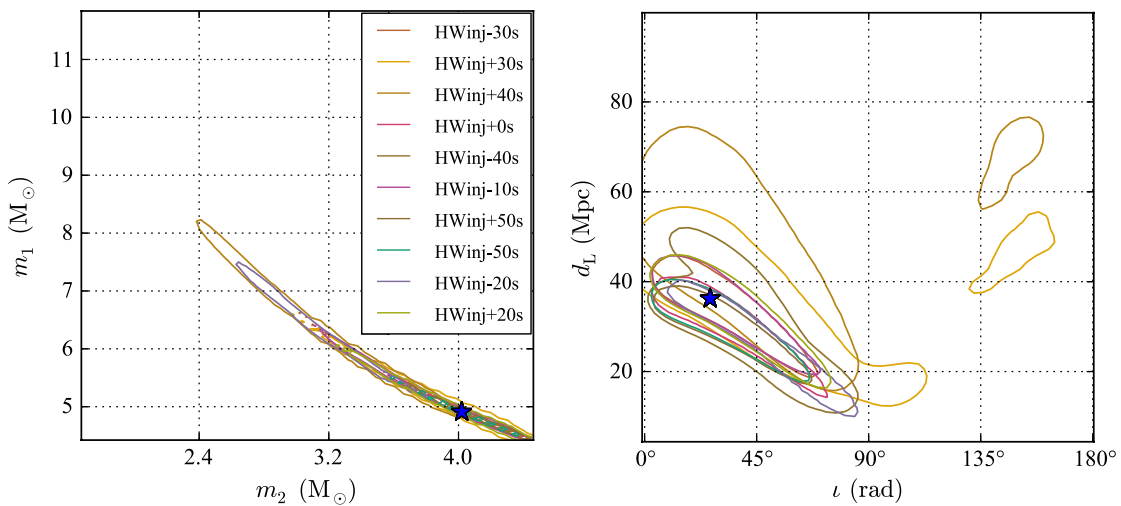 11
10
9
8
7
6
5
2.4
3.2
4.0
m₁ (M⊙)
m₂ (M⊙)
HWinj-30s
HWinj+30s
HWinj+40s
HWinj+0s
HWinj-40s
HWinj-10s
HWinj+50s
HWinj-50s
HWinj-20s
HWinj+20s
80
60
40
20
0°
45°
90°
135°
180°
d_L (Mpc)
ι (rad)